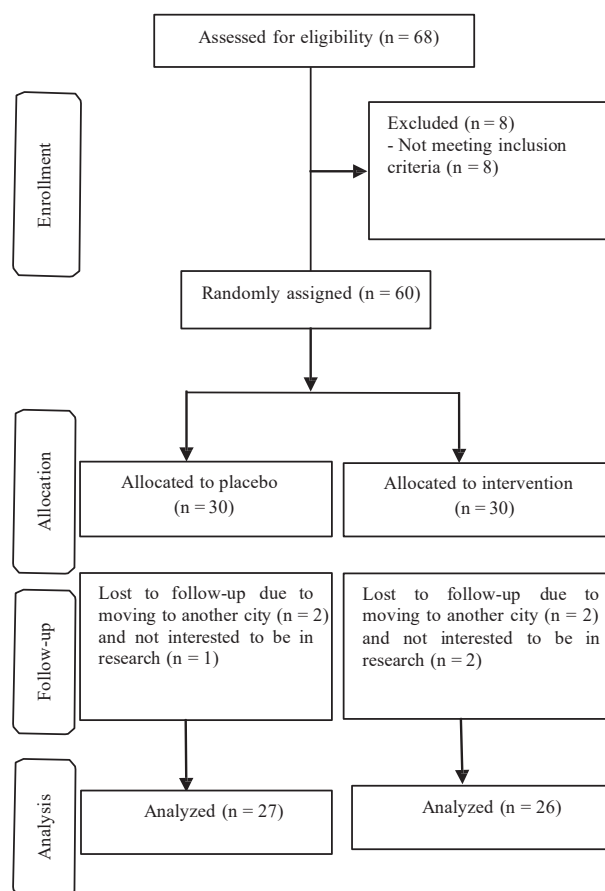 Assessed for eligibility (n = 68)
Enrollment
Excluded (n = 8)
- Not meeting inclusion
criteria (n = 8)
Randomly assigned (n = 60)
Allocation
Allocated to placebo
(n = 30)
Allocated to intervention
(n = 30)
Follow-up
Lost to follow-up due to
moving to another city (n = 2)
and not interested to be in
research (n = 1)
Lost to follow-up due to
moving to another city (n = 2)
and not interested to be in
research (n = 2)
Analysis
Analyzed (n = 27)
Analyzed (n = 26)